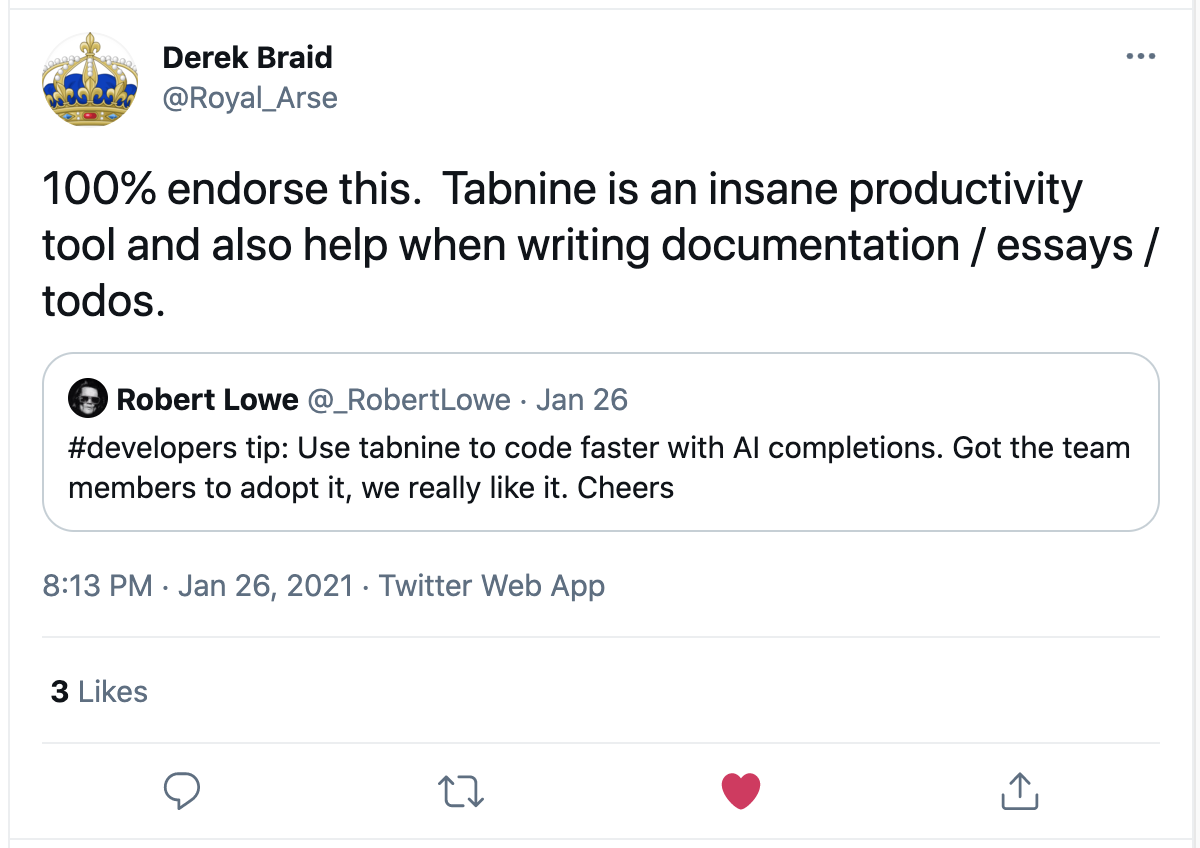 Derek Braid
@Royal_Arse
100% endorse this.  Tabnine is an insane productivity
tool and also help when writing documentation / essays /
todos.
Robert Lowe @_RobertLowe · Jan 26
#developers tip: Use tabnine to code faster with AI completions. Got the team
members to adopt it, we really like it. Cheers
8:13 PM · Jan 26, 2021 · Twitter Web App
3 Likes